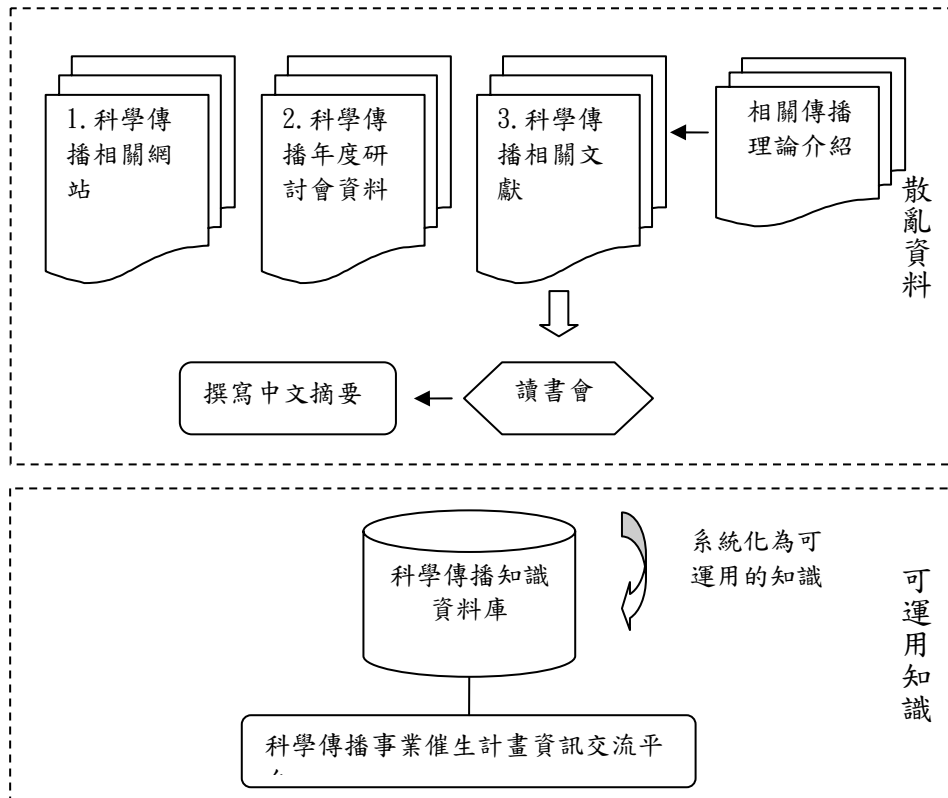 1.科學傳
播相關網
站
2.科學傳
播年度研
討會資料
3.科學傳
播相關文
獻
相關傳播
理論介紹
散亂資料
讀書會
撰寫中文摘要
科學傳播知識
資料庫
系統化為可
運用的知識
可運用知識
科學傳播事業催生計畫資訊交流平